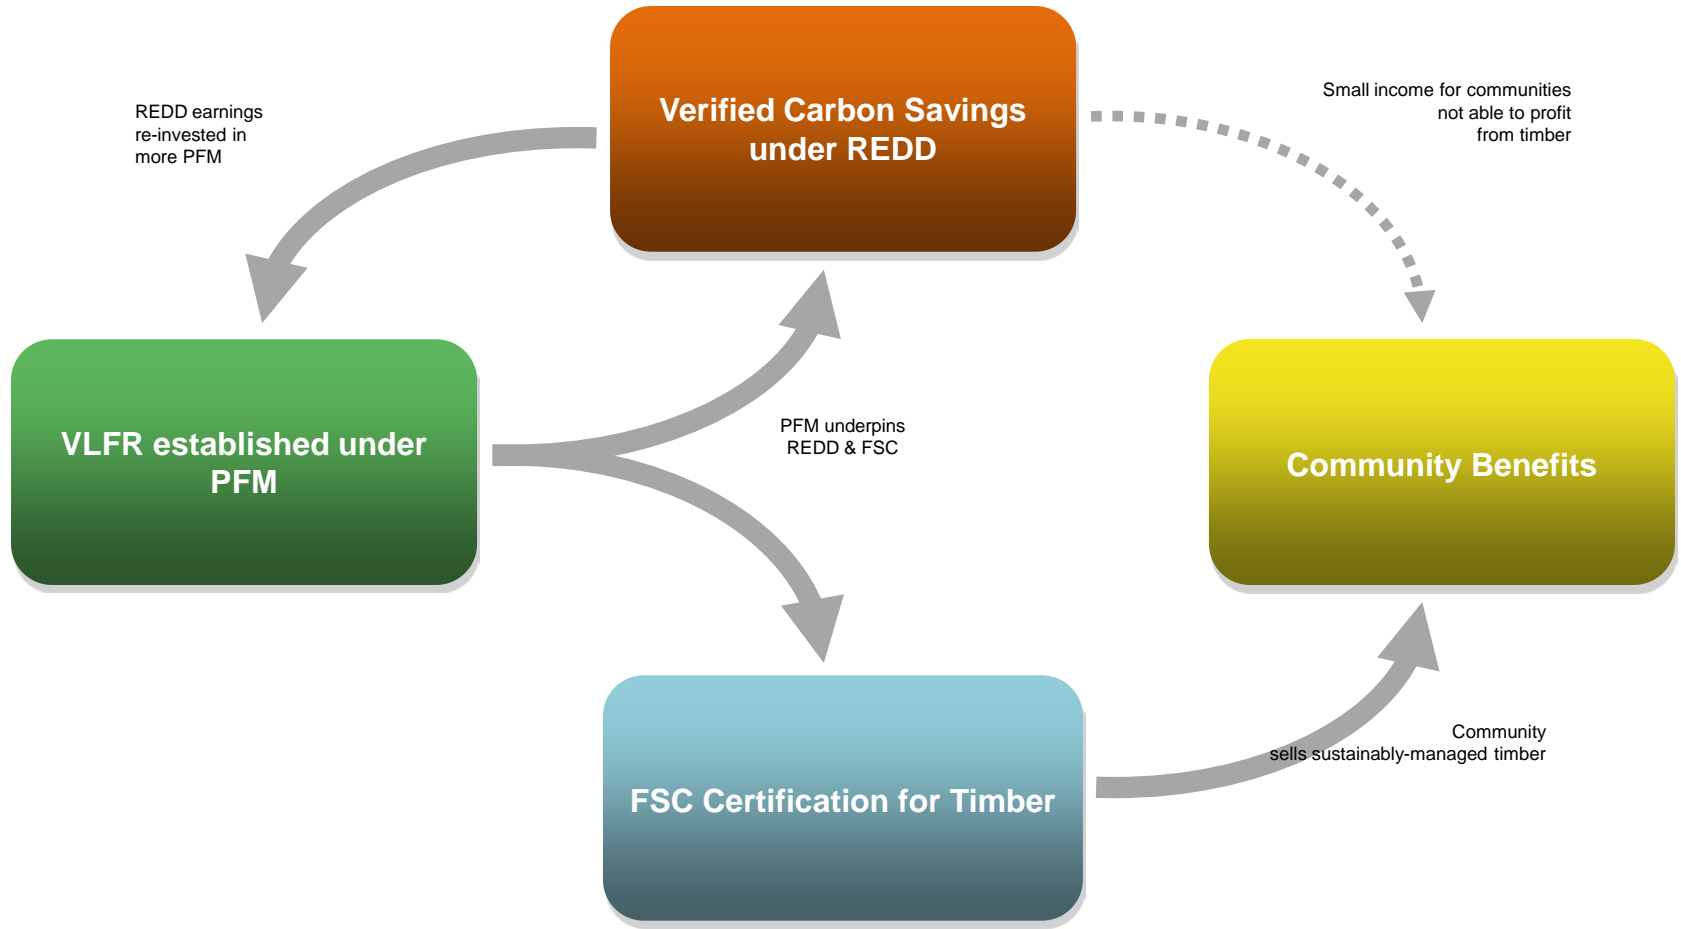 Verified Carbon Savings
under REDD
REDD earnings
re-invested in
more PFM
Small income for communities
not able to profit
from timber
VLFR established under
PFM
PFM underpins
REDD & FSC
Community Benefits
FSC Certification for Timber
Community
sells sustainably-managed timber